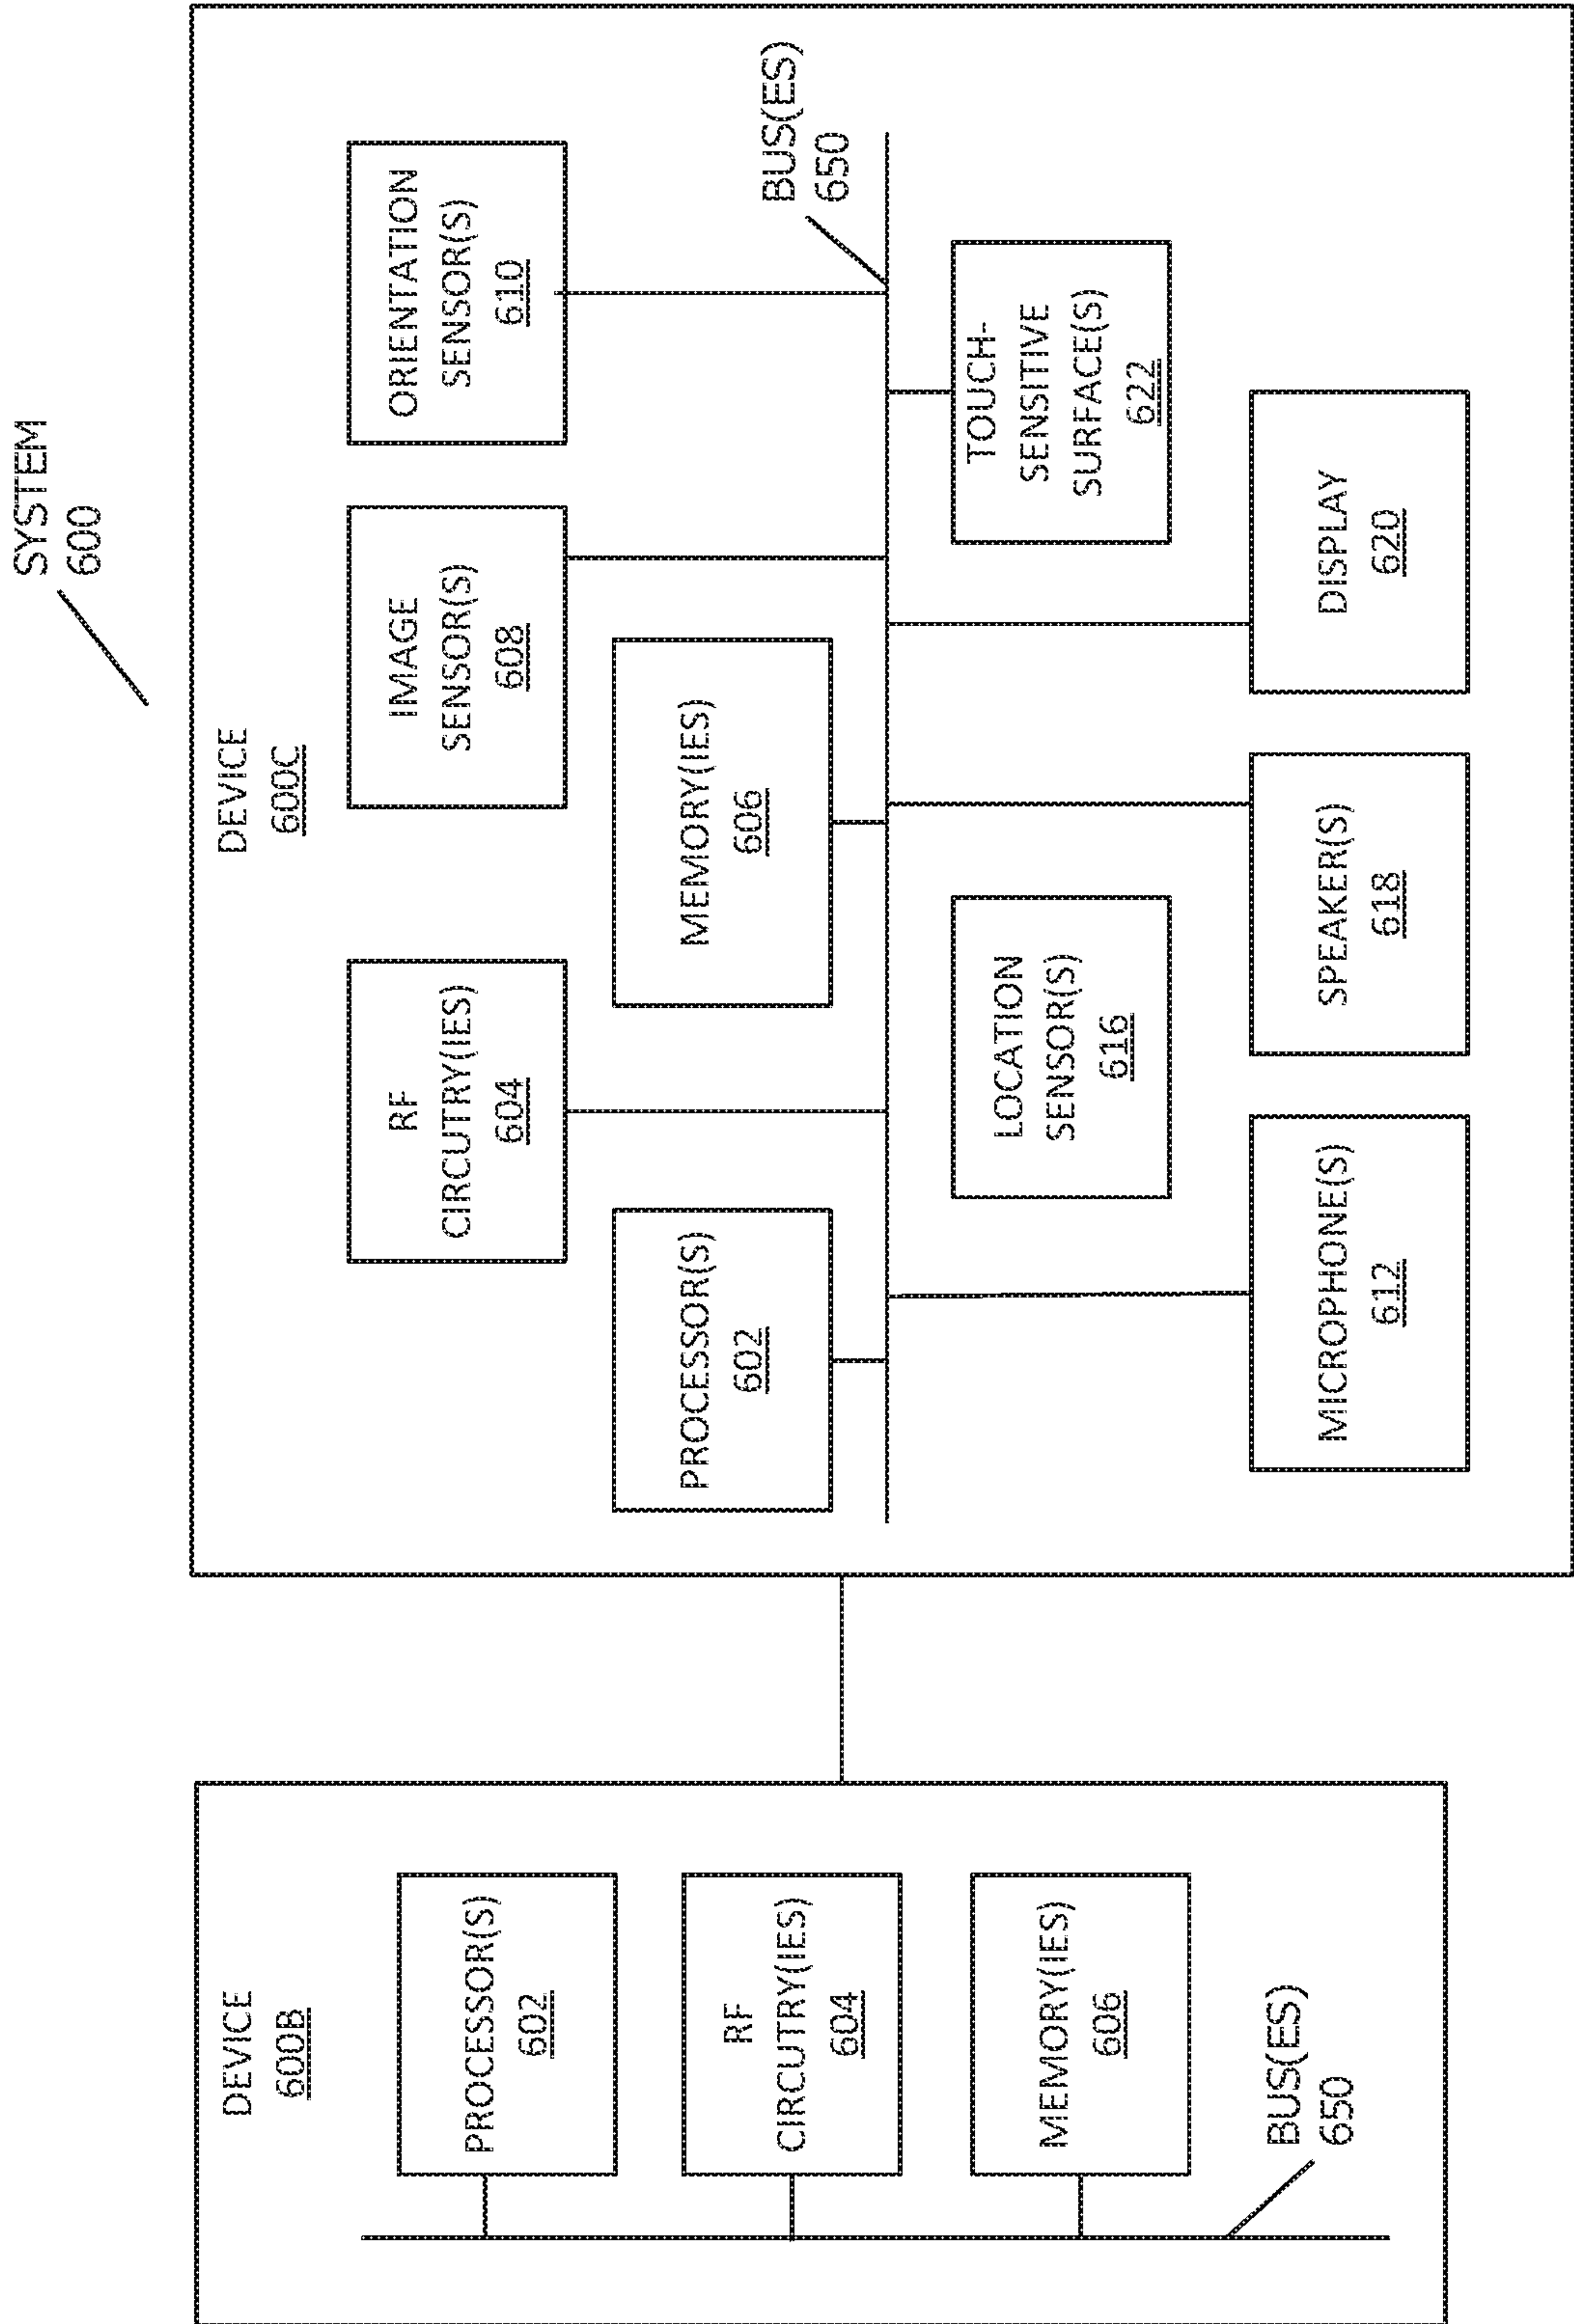 SYSTEM
600
DEVICE
600B
PROCESSOR(S)
602
RF
CIRCUTRY(IES)
604
MEMORY(IES)
606
BUS(ES)
650
DEVICE
600C
RF
CIRCUTRY(IES)
604
IMAGE
SENSOR(S)
608
ORIENTATION
SENSOR(S)
610
PROCESSOR(S)
602
MEMORY(IES)
606
BUS(ES)
650
LOCATION
SENSOR(S)
616
TOUCH-
SENSITIVE
SURFACE(S)
622
MICROPHONE(S)
612
SPEAKER(S)
618
DISPLAY
620